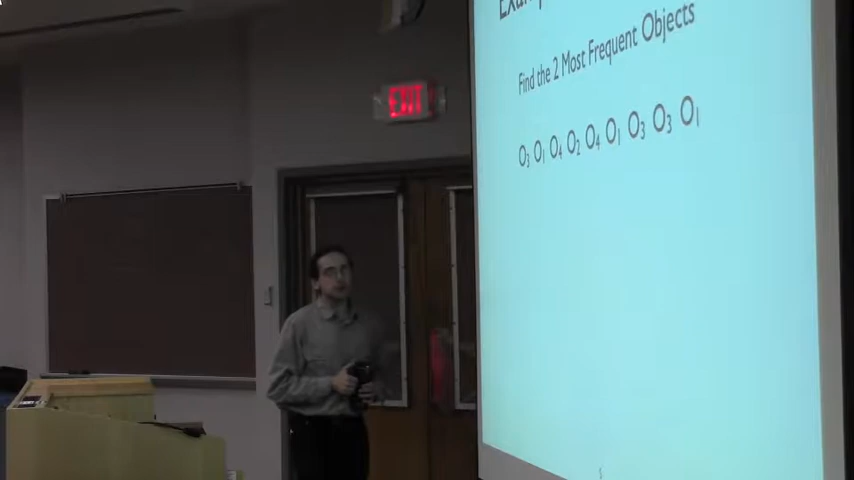 EXIT
Find the 2 Most Frequent Objects
O3 O1 O4 O2 O4 O1 O3 O3 O1